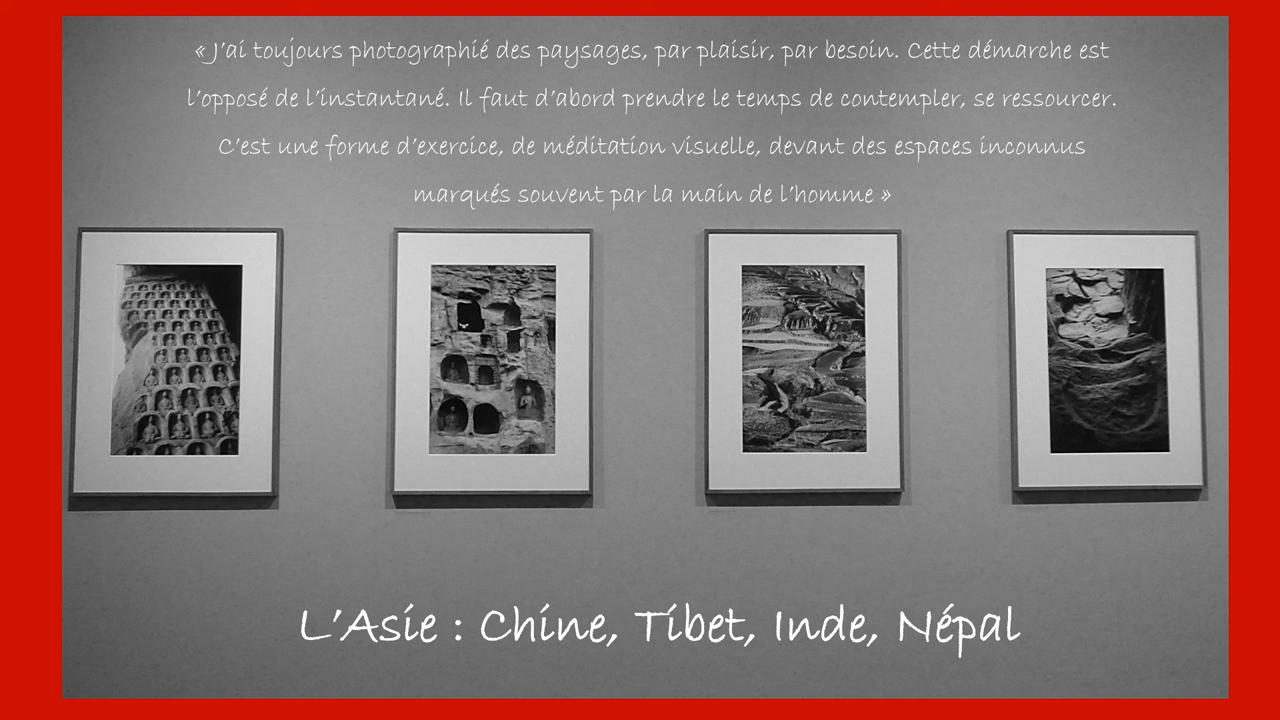 « J'ai toujours photographié des paysages, par plaisir, par besoin. Cette démarche est
l'opposé de l'instantané. Il faut d'abord prendre le temps de contempler, se ressourcer.
C'est une forme d'exercice, de méditation visuelle, devant des espaces inconnus
marqués souvent par la main de l'homme »
L'Asie : Chine, Tibet, Inde, Népal